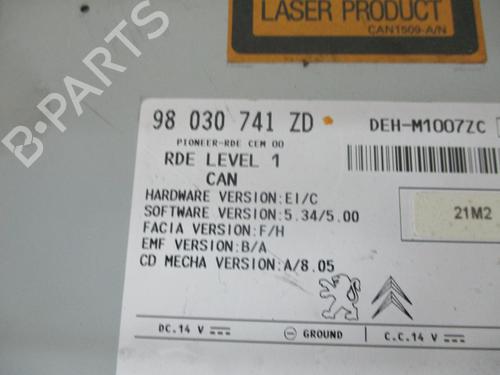 LASER PRODUCT
CAN1509-A/N
B-PARTS
98 030 741 ZD
DEH-M1007ZC
PIONEER-RDE CEM 00
RDE LEVEL 1
CAN
HARDWARE VERSION:EI/C
SOFTWARE VERSION:5.34/5.00
21M2
FACIA VERSION:F/H
EMF VERSION:B/A
CD MECHA VERSION:A/8.05
DC.14 V
GROUND
C.C.14 V